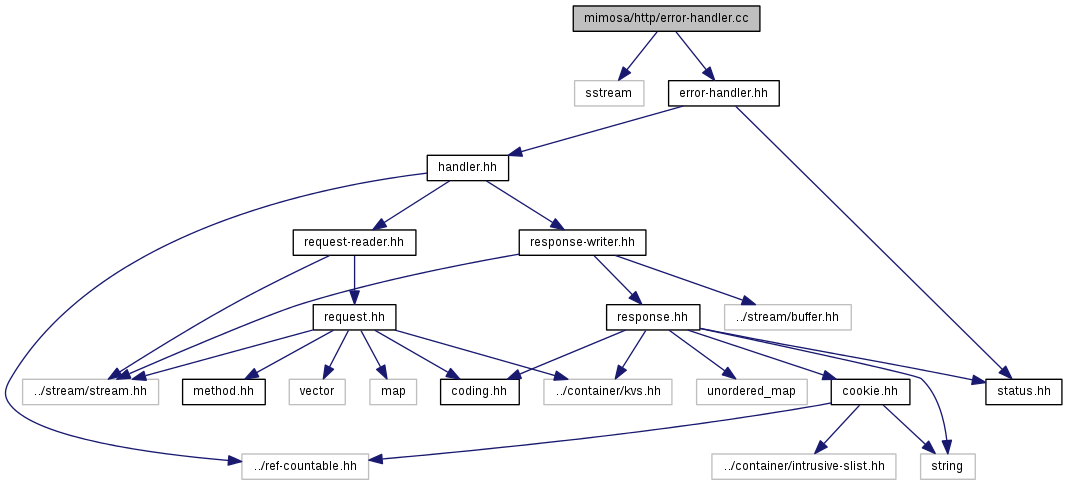 mimosa/http/error-handler.cc
sstream
error-handler.hh
handler.hh
request-reader.hh
response-writer.hh
request.hh
response.hh
../stream/buffer.hh
../stream/stream.hh
method.hh
vector
map
coding.hh
../container/kvs.hh
unordered_map
cookie.hh
status.hh
../ref-countable.hh
../container/intrusive-slist.hh
string